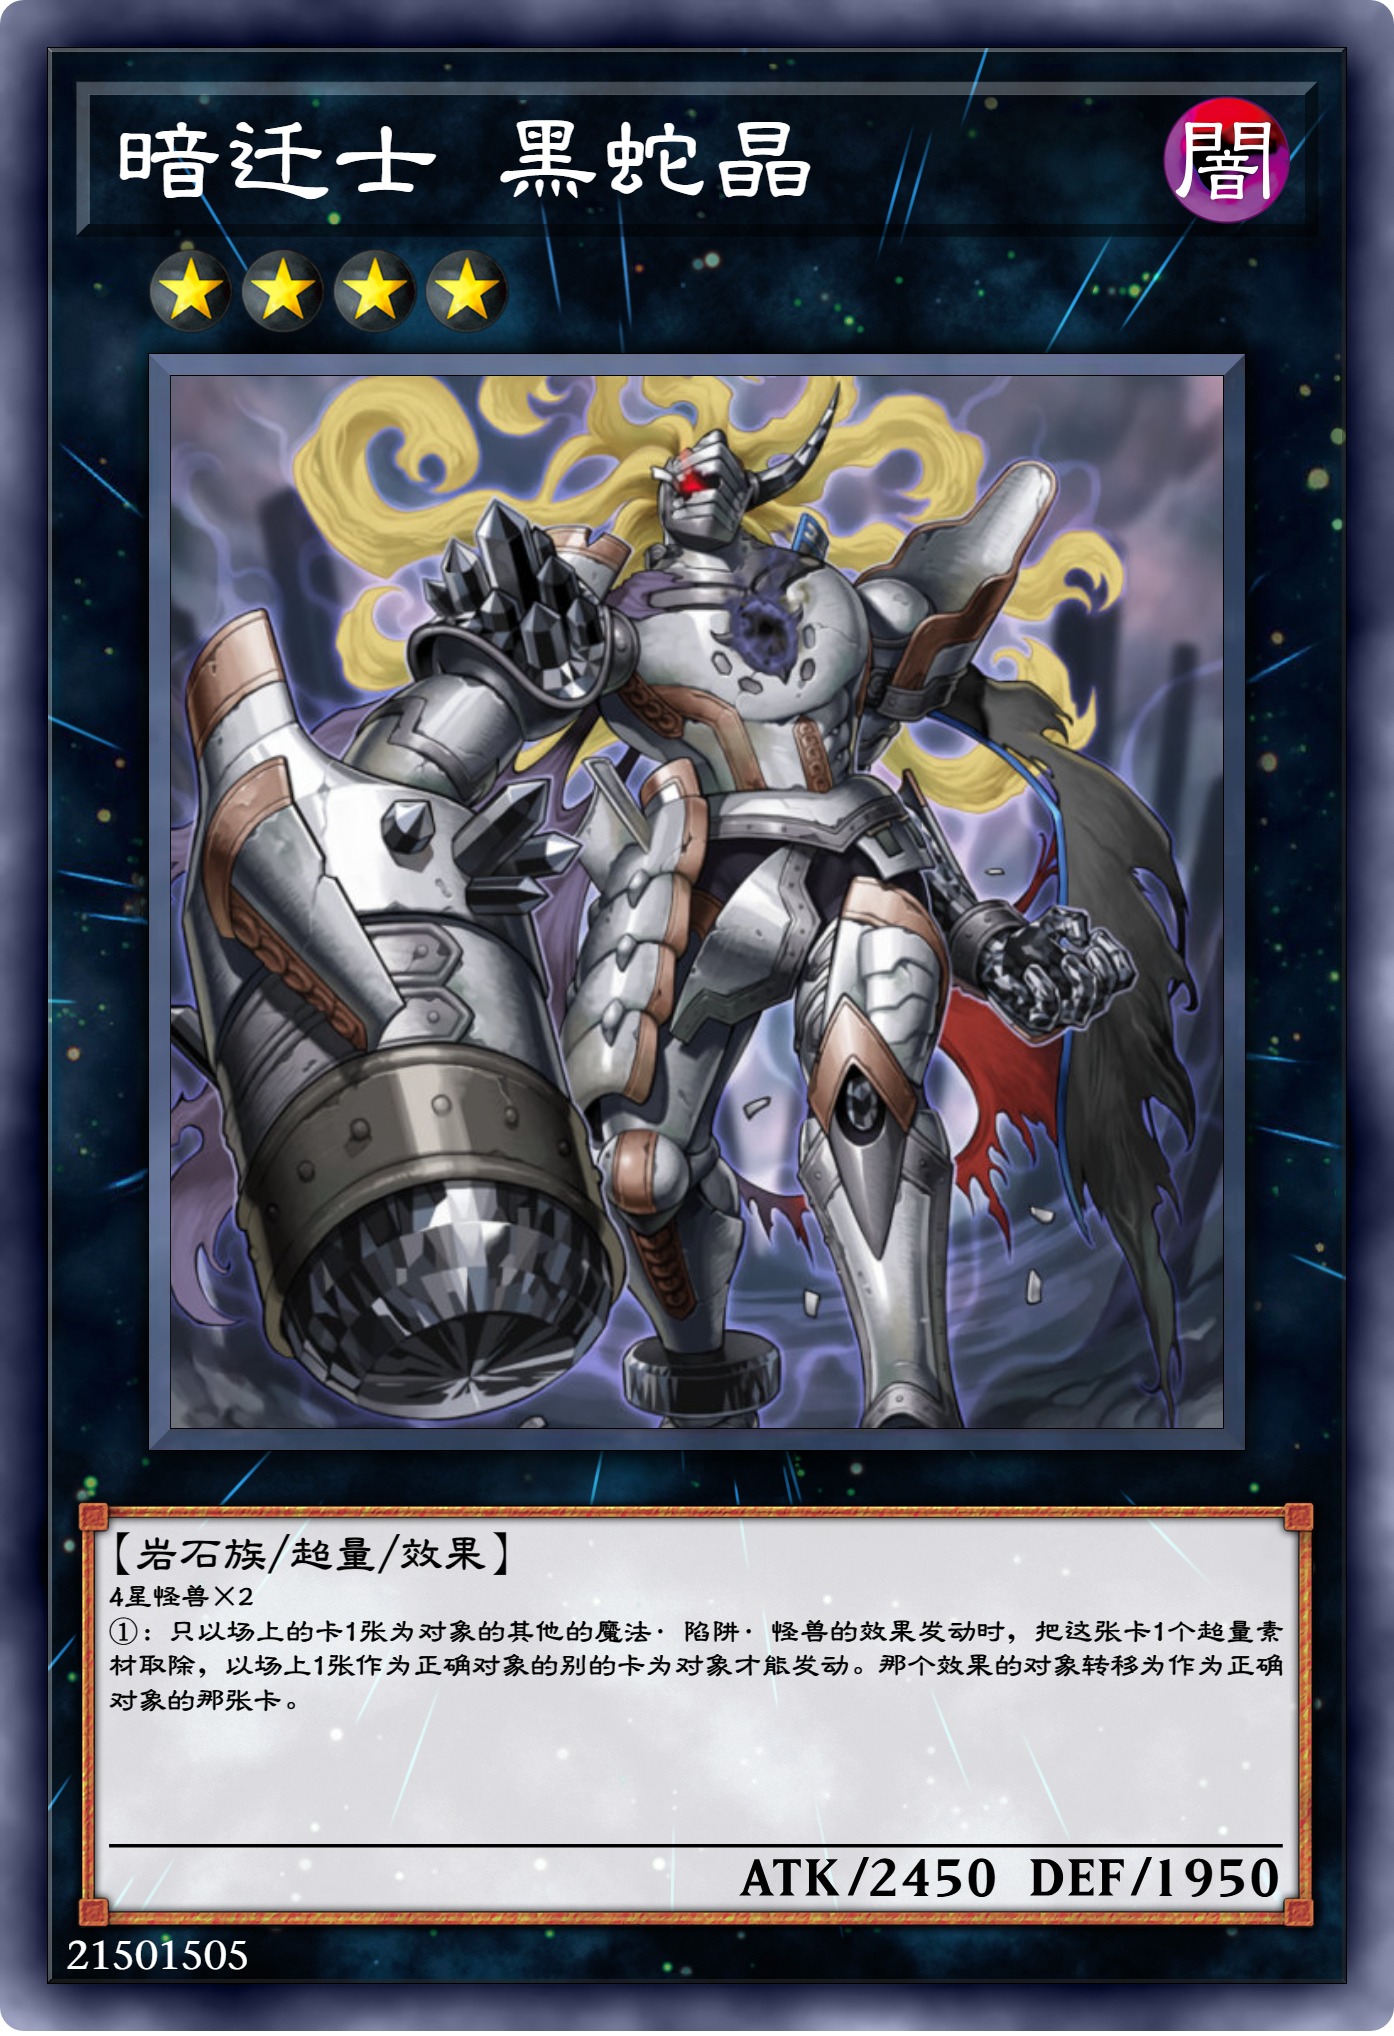 暗迁士 黑蛇晶
闇
【岩石族/超量/效果】
4星怪兽×2
①：只以场上的卡1张为对象的其他的魔法·陷阱·怪兽的效果发动时，把这张卡1个超量素
材取除，以场上1张作为正确对象的别的卡为对象才能发动。那个效果的对象转移为作为正确
对象的那张卡。
ATK/2450 DEF/1950
21501505